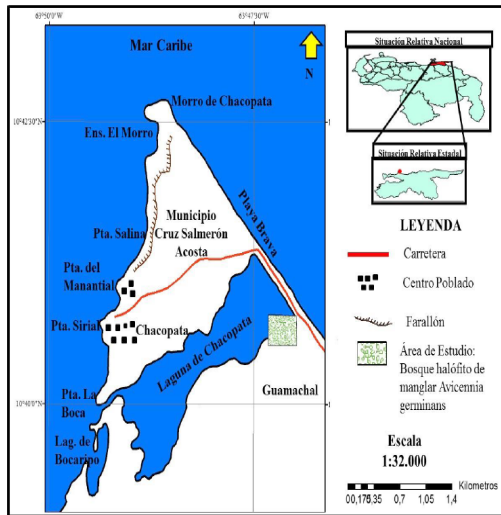 63°50'0"W
63°47'30"W
Mar Caribe
N
Morro de Chacopata
10°42'30"N
Ens. El Morro
Playa Brava
Municipio
Cruz Salmerón
Acosta
Pta. Salina
Pta. del
Manantial
Pta. Sirial
Chacopata
Laguna de Chacopata
Guamachal
Pta. La
Boca
10°40'0"N
Lag. de
Bocaripo
Situación Relativa Nacional
Situación Relativa Estadal
LEYENDA
Carretera
Centro Poblado
Farallón
Área de Estudio:
Bosque halófito de
manglar Avicennia
germinans
Escala
1:32.000
Kilometros
00,1750,35 0,7 1,05 1,4